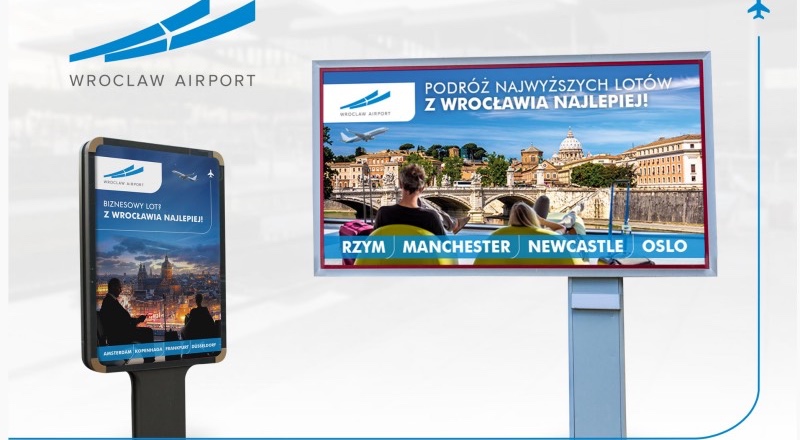 WROCLAW AIRPORT
WROCLAW AIRPORT
PODRÓŻ NAJWYŻSZYCH LOTÓW
Z WROCŁAWIA NAJLEPIEJ!
RZYM MANCHESTER NEWCASTLE OSLO
WROCLAW AIRPORT
BIZNESOWY LOT?
Z WROCŁAWIA NAJLEPIEJ!
AMSTERDAM KOPENHAGA FRANKFURT DÜSSELDORF